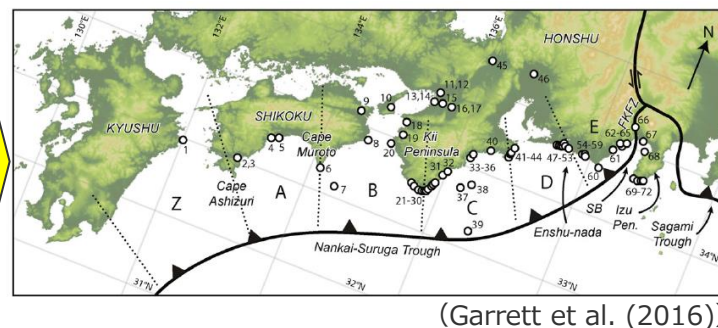 130°E
132°E
134°E
136°E
HONSHU
N
45
46
11,12
13,14
15
16,17
10
9
SHIKOKU
18
19
Kii
Peninsula
FKFZ
66
KYUSHU
1
4
5
Cape
Muroto
8
20
31
32
40
33-36
41-44
47-53
54-59
E
62-65
61
67
68
2,3
Cape
Ashizuri
6
7
21-30
37
38
39
60
69-72
Z
A
B
C
D
Enshu-nada
SB
Izu
Pen.
Sagami
Trough
Nankai-Suruga Trough
31°N
32°N
33°N
34°N
(Garrett et al. (2016))